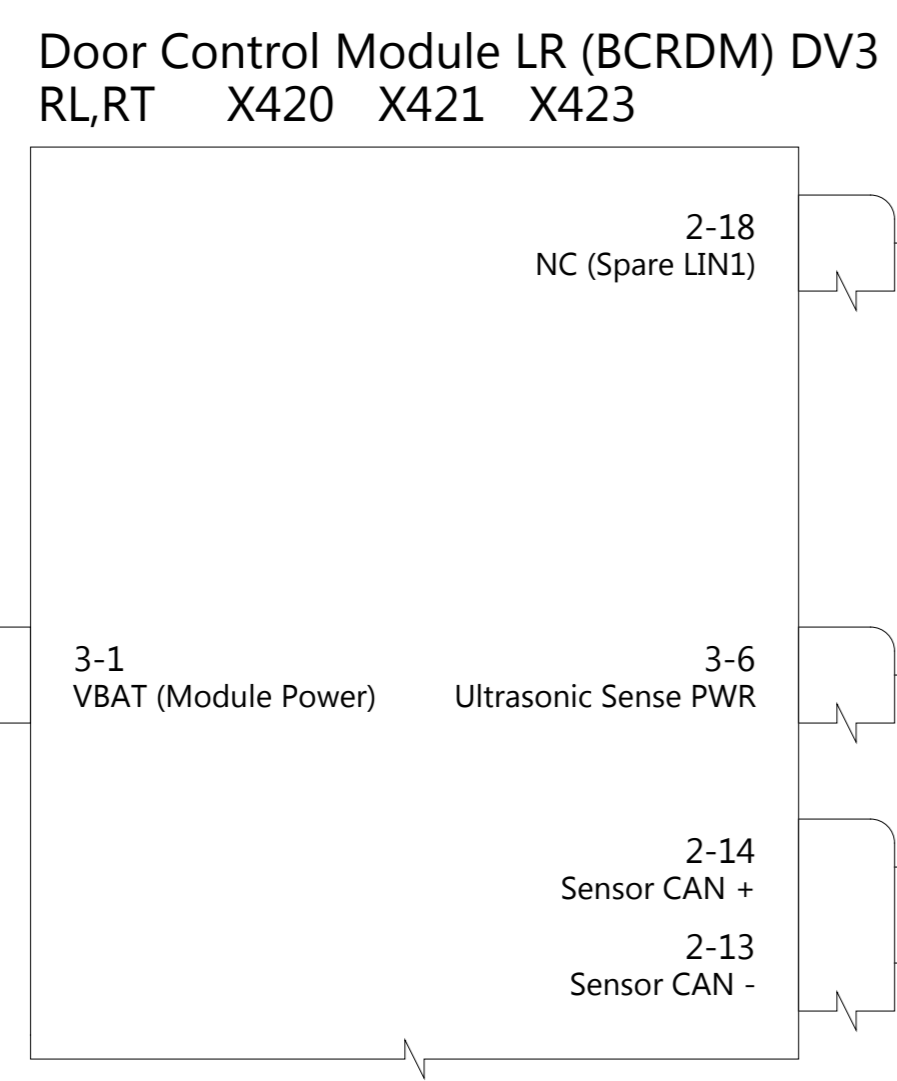 Door Control Module LR (BCRDM) DV3
RL,RT X420 X421 X423
2-18
NC (Spare LIN1)
3-1
VBAT (Module Power)
3-6
Ultrasonic Sense PWR
2-14
Sensor CAN +
2-13
Sensor CAN -